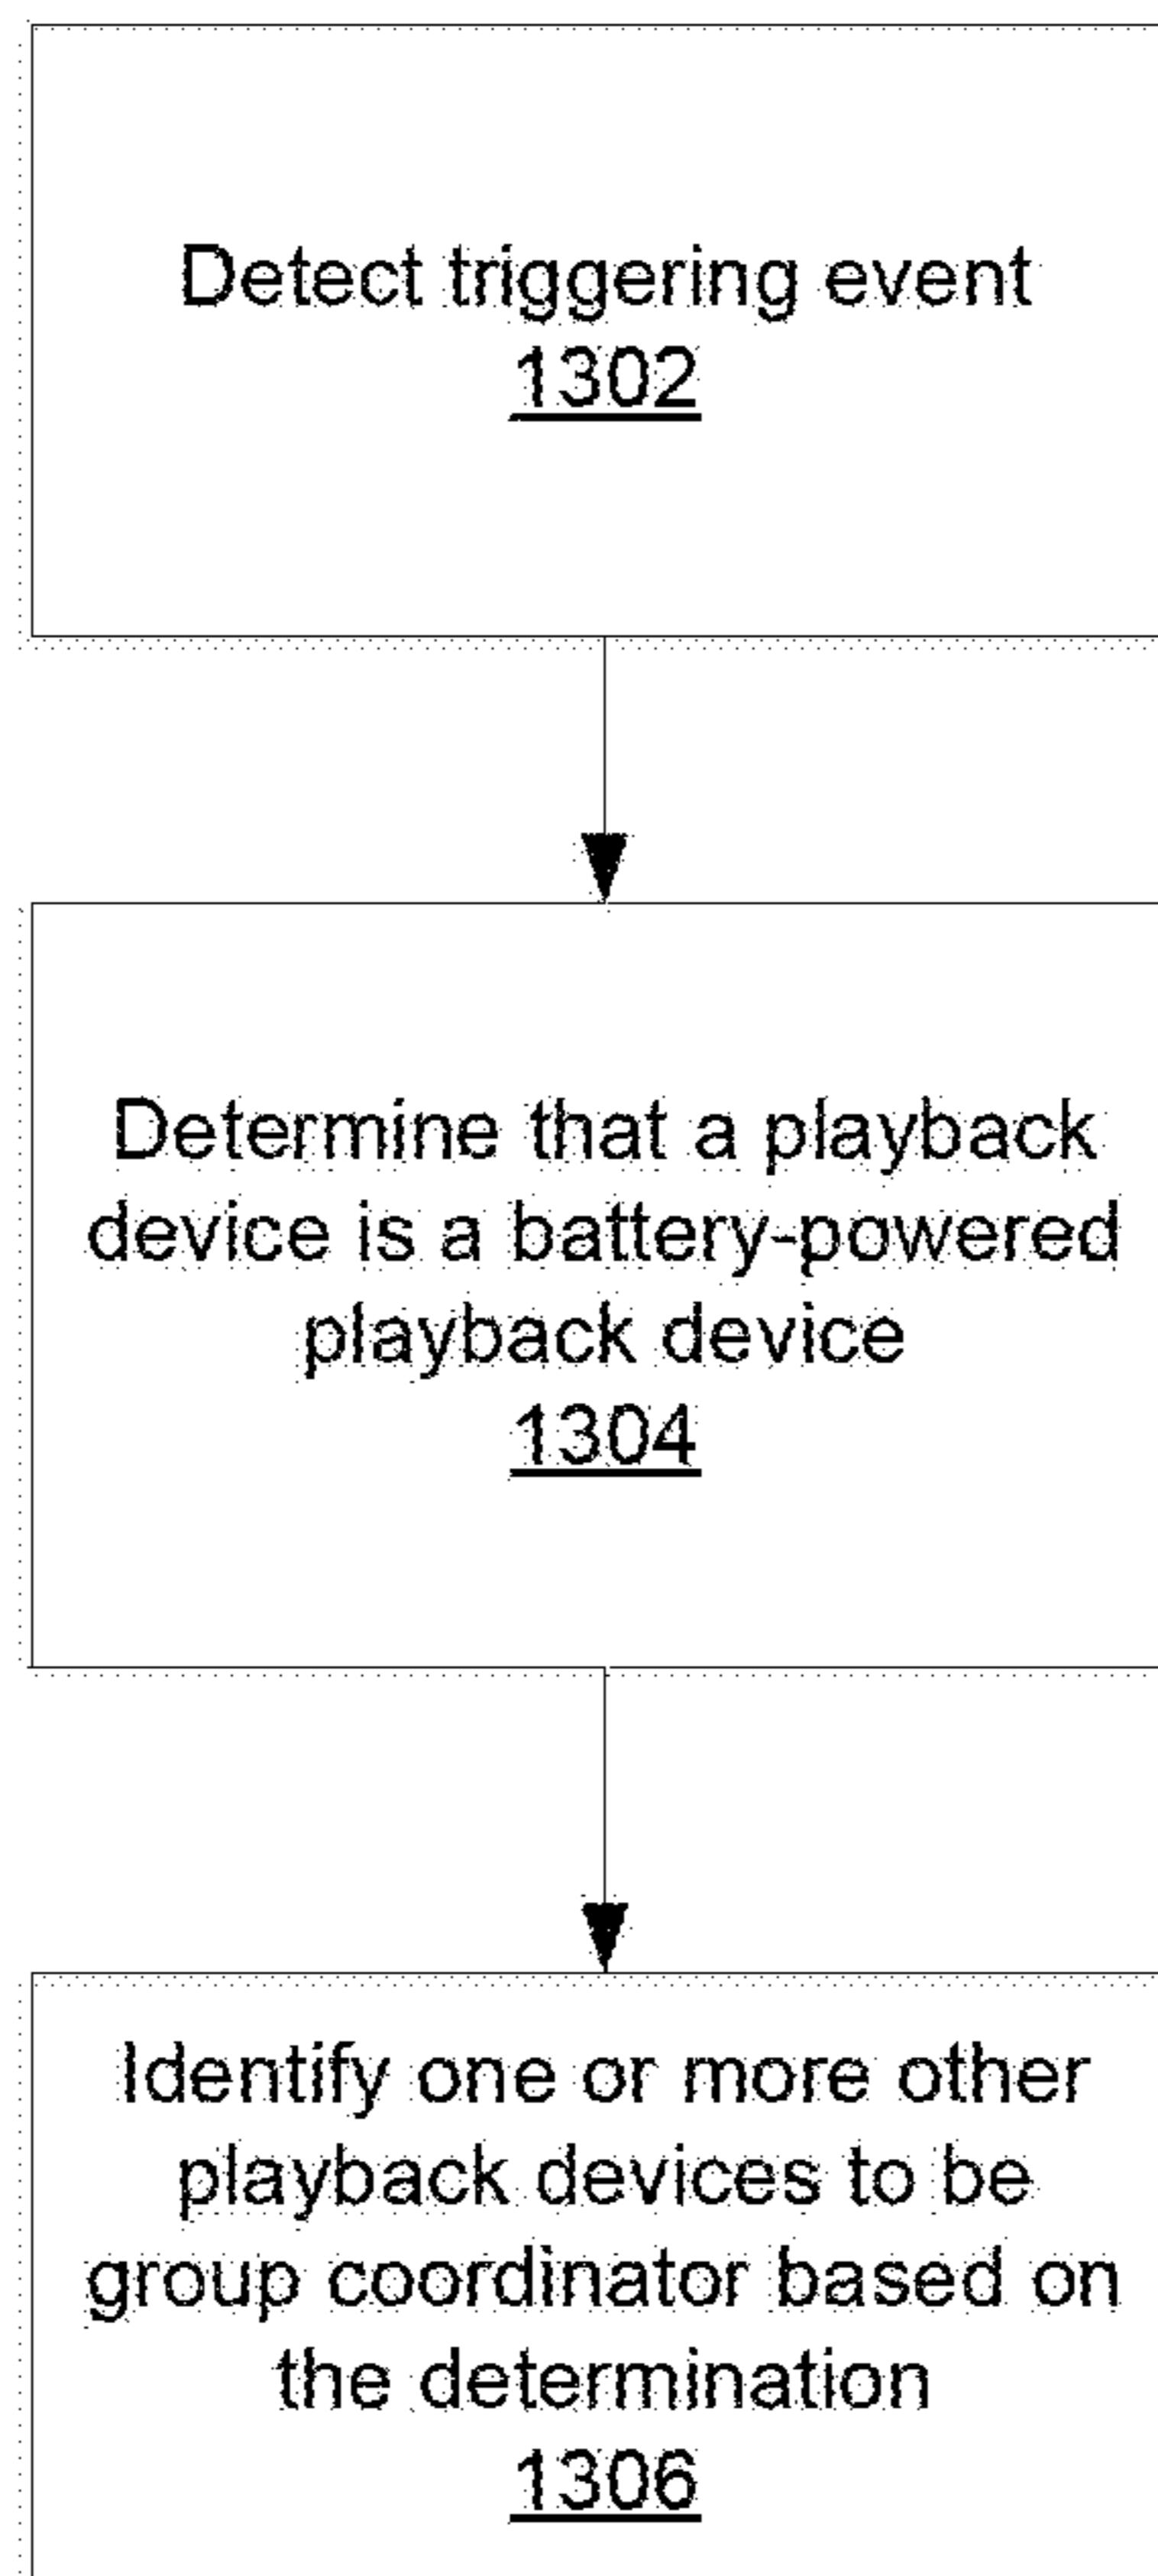 Detect triggering event
1302
Determine that a playback
device is a battery-powered
playback device
1304
Identify one or more other
playback devices to be
group coordinator based on
the determination
1306